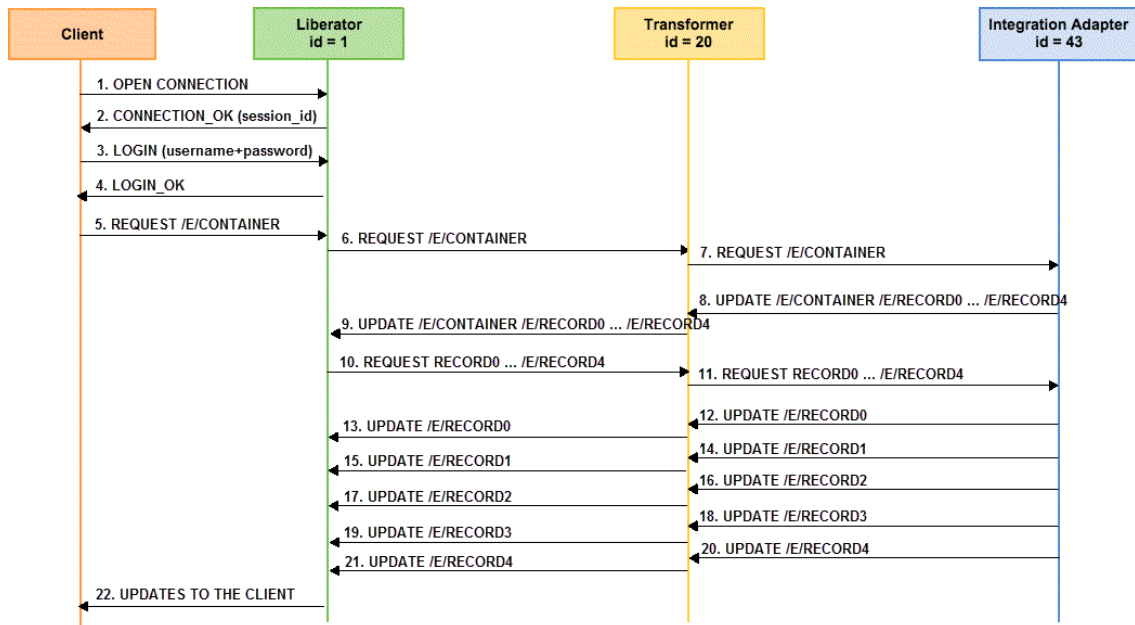 Client
Liberator
id = 1
Transformer
id = 20
Integration Adapter
id = 43
1. OPEN CONNECTION
2. CONNECTION_OK (session_id)
3. LOGIN (username+password)
4. LOGIN_OK
5. REQUEST /E/CONTAINER
6. REQUEST /E/CONTAINER
7. REQUEST /E/CONTAINER
8. UPDATE /E/CONTAINER /E/RECORD0 ... /E/RECORD4
9. UPDATE /E/CONTAINER /E/RECORD0 ... /E/RECORD4
10. REQUEST RECORD0 ... /E/RECORD4
11. REQUEST RECORD0 ... /E/RECORD4
12. UPDATE /E/RECORD0
13. UPDATE /E/RECORD0
14. UPDATE /E/RECORD1
15. UPDATE /E/RECORD1
16. UPDATE /E/RECORD2
17. UPDATE /E/RECORD2
18. UPDATE /E/RECORD3
19. UPDATE /E/RECORD3
20. UPDATE /E/RECORD4
21. UPDATE /E/RECORD4
22. UPDATES TO THE CLIENT